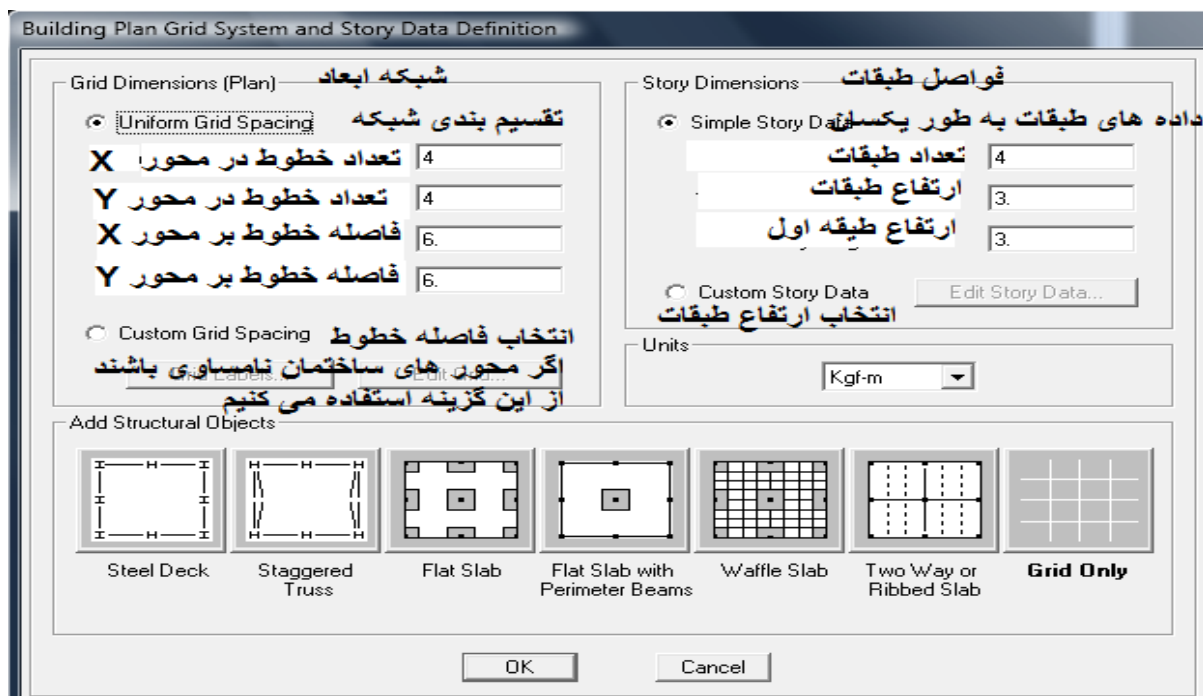 Building Plan Grid System and Story Data Definition
Grid Dimensions (Plan) شبکه ابعاد
Uniform Grid Spacing تقسیم بندی شبکه
تعداد خطوط در محور X 4
تعداد خطوط در محور Y 4
فاصله خطوط بر محور X 6.
فاصله خطوط بر محور Y 6.
Custom Grid Spacing انتخاب فاصله خطوط
اگر محور های ساختمان نامساوی باشند
از این گزینه استفاده می کنیم
Story Dimensions فواصل طبقات
Simple Story Data داده های طبقات به طور یکسان
تعداد طبقات 4
ارتفاع طبقات 3.
ارتفاع طیقه اول 3.
Custom Story Data Edit Story Data...
انتخاب ارتفاع طبقات
Units
Kgf-m
Add Structural Objects
Steel Deck
Staggered
Truss
Flat Slab
Flat Slab with
Perimeter Beams
Waffle Slab
Two Way or
Ribbed Slab
Grid Only
OK Cancel